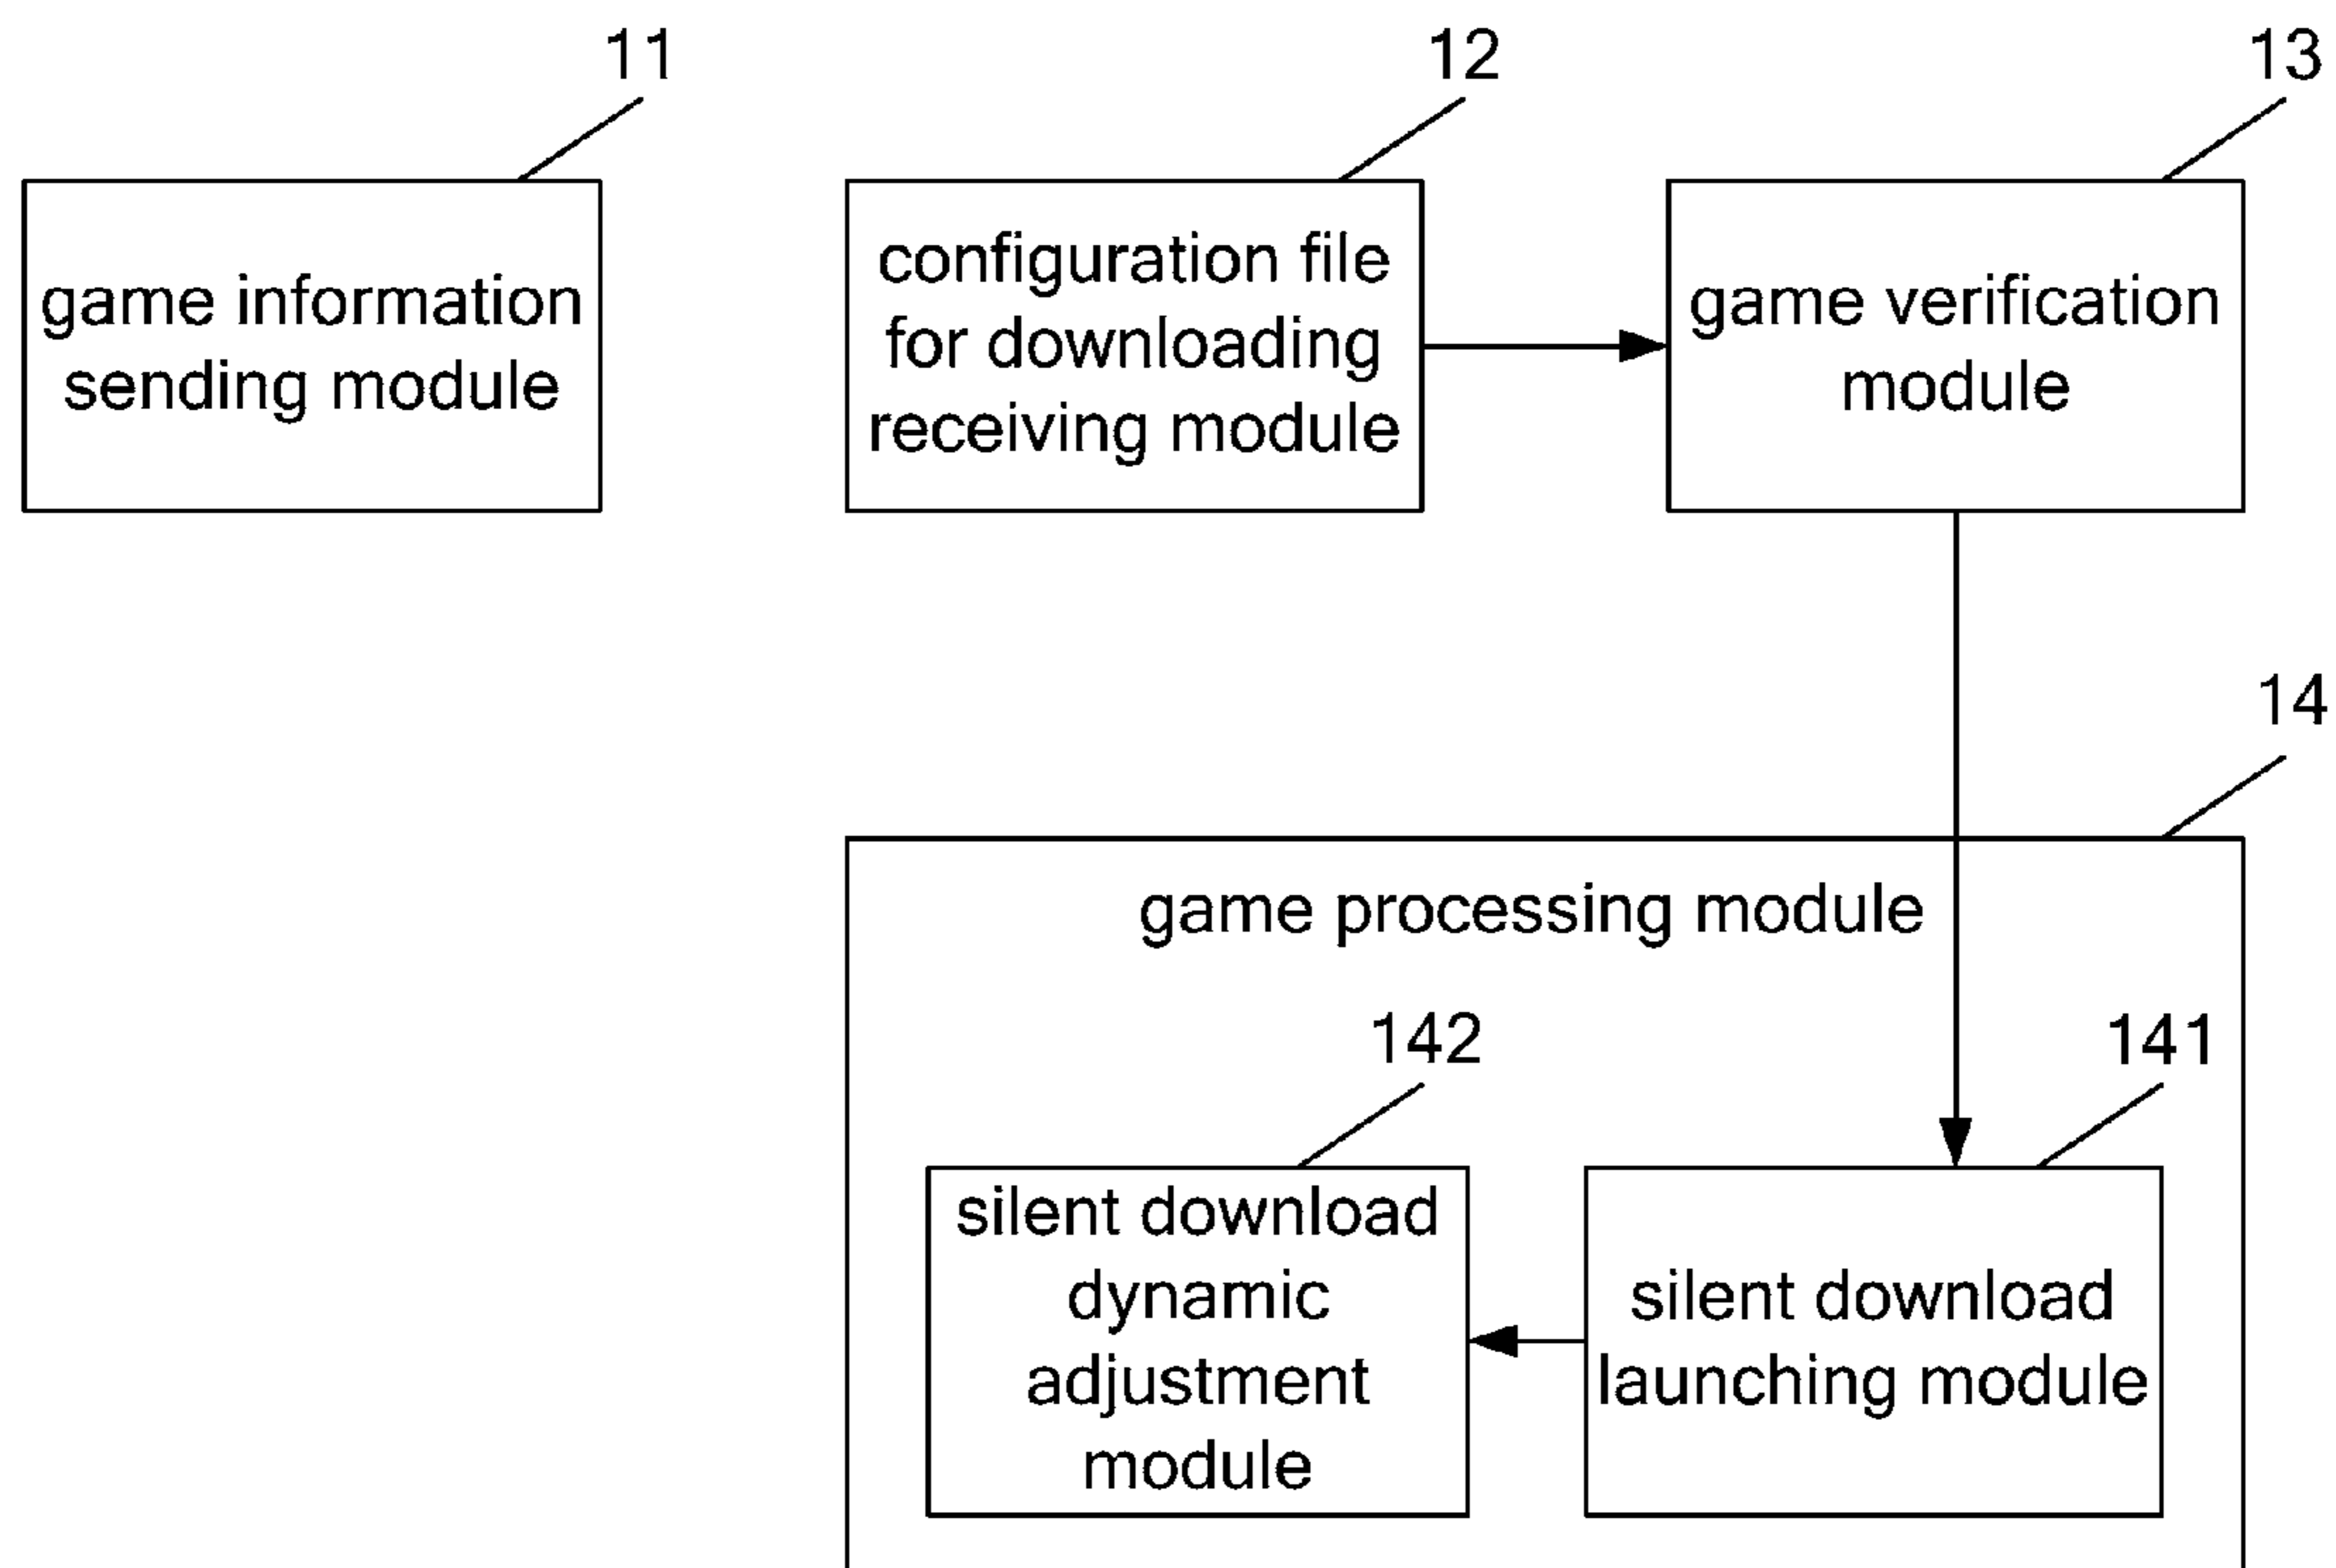 11
game information
sending module
12
configuration file
for downloading
receiving module
13
game verification
module
14
game processing module
142
silent download
dynamic
adjustment
module
141
silent download
launching module